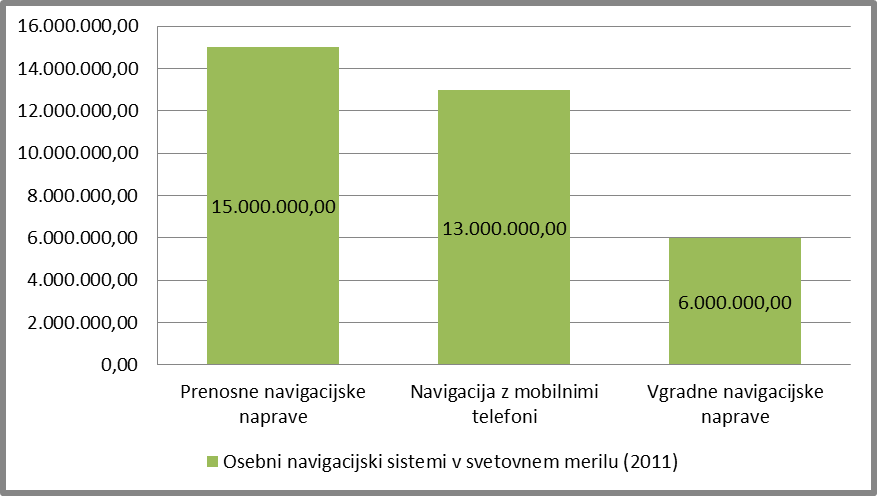 16.000.000,00
14.000.000,00
12.000.000,00
10.000.000,00
8.000.000,00
6.000.000,00
4.000.000,00
2.000.000,00
0,00
15.000.000,00
13.000.000,00
6.000.000,00
Prenosne navigacijske
naprave
Navigacija z mobilnimi
telefoni
Vgradne navigacijske
naprave
Osebni navigacijski sistemi v svetovnem merilu (2011)